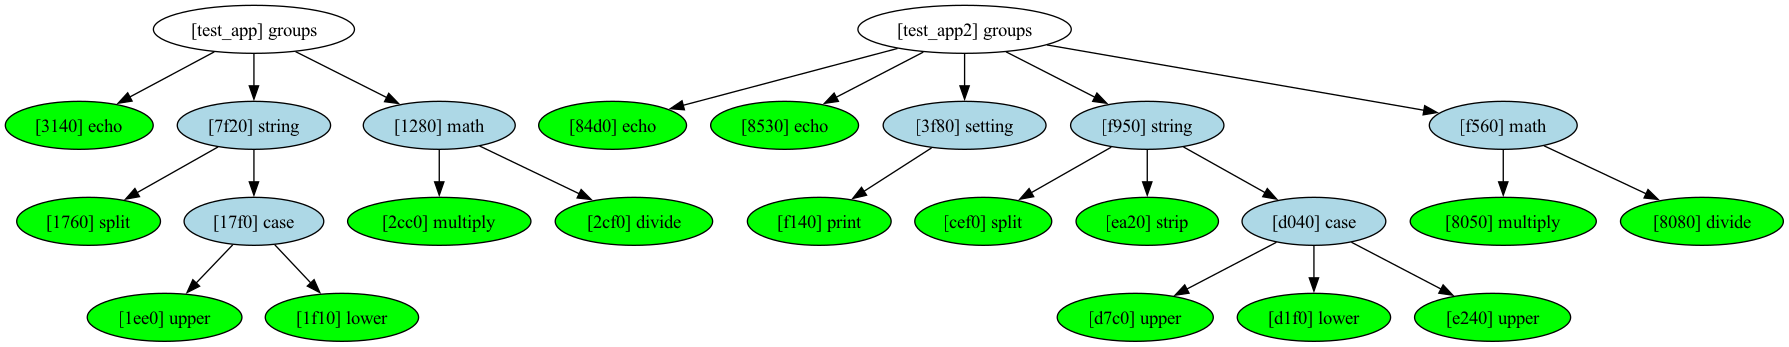 [test_app] groups
[test_app2] groups
[3140] echo
[7f20] string
[1280] math
[84d0] echo
[8530] echo
[3f80] setting
[f950] string
[f560] math
[1760] split
[17f0] case
[2cc0] multiply
[2cf0] divide
[f140] print
[cef0] split
[ea20] strip
[d040] case
[8050] multiply
[8080] divide
[1ee0] upper
[1f10] lower
[d7c0] upper
[d1f0] lower
[e240] upper